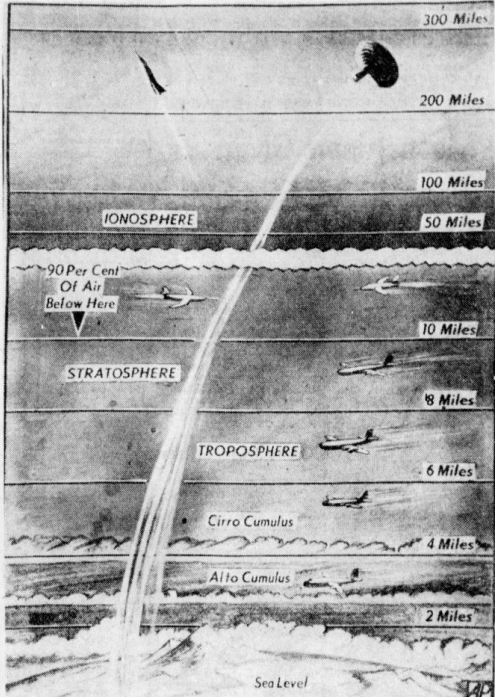 300 Miles
200 Miles
100 Miles
IONOSPHERE
50 Miles
90 Per Cent
Of Air
Below Here
10 Miles
STRATOSPHERE
8 Miles
TROPOSPHERE
6 Miles
Cirro Cumulus
4 Miles
Alto Cumulus
2 Miles
Sea Level